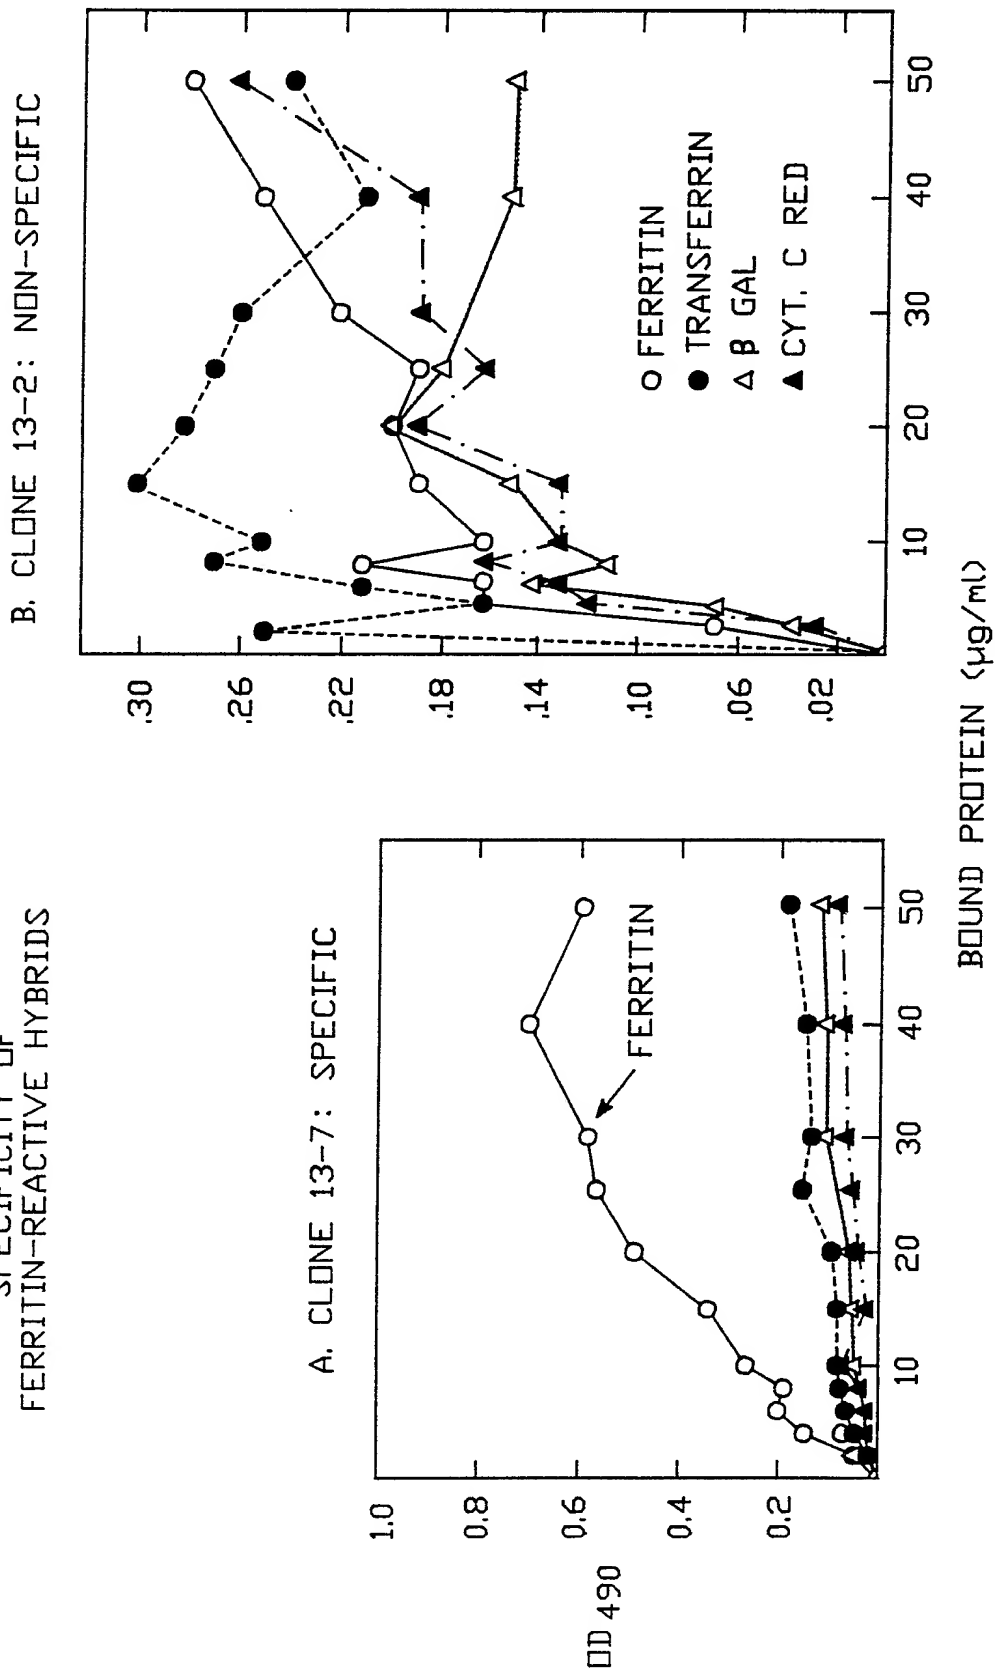 FERRITIN-REACTIVE HYBRIDS
A. CLONE 13-7: SPECIFIC
1.0
0.8
0.6
0.4
0.2
OD 490
FERRITIN
10
20
30
40
50
B. CLONE 13-2: NON-SPECIFIC
.30
.26
.22
.18
.14
.10
.06
.02
FERRITIN
TRANSFERRIN
β GAL
CYT. C RED
10
20
30
40
50
BOUND PROTEIN (µg/ml)